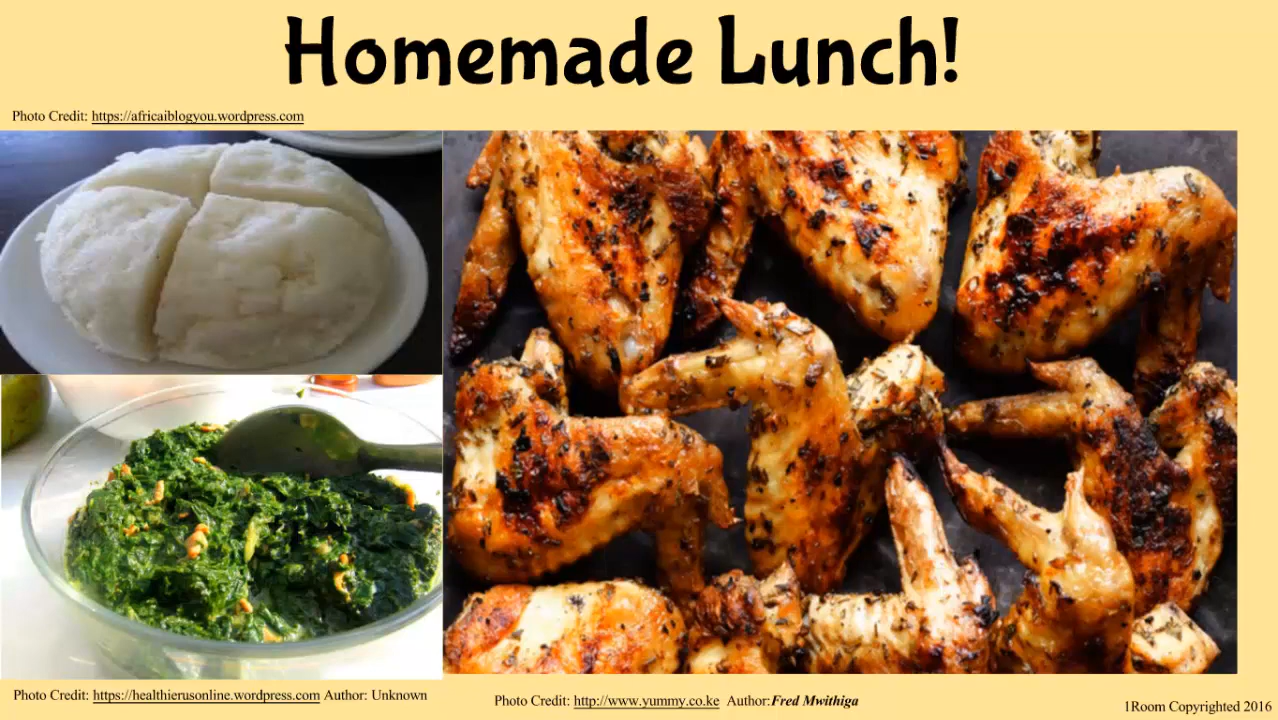 Homemade Lunch!
Photo Credit: https://africaiblogyou.wordpress.com
Photo Credit: https://healthierusonline.wordpress.com Author: Unknown
Photo Credit: http://www.yummy.co.ke Author:Fred Mwithiga
1Room Copyrighted 2016